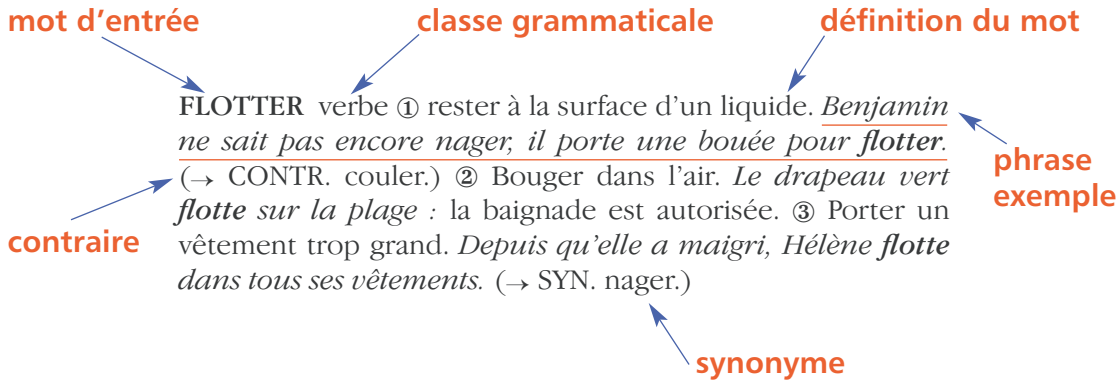 mot d'entrée classe grammaticale définition du mot
FLOTTER verbe ① rester à la surface d'un liquide. Benjamin
ne sait pas encore nager, il porte une bouée pour flotter.
(→ CONTR. couler.) ② Bouger dans l'air. Le drapeau vert
flotte sur la plage : la baignade est autorisée. ③ Porter un
vêtement trop grand. Depuis qu'elle a maigri, Hélène flotte
dans tous ses vêtements. (→ SYN. nager.)
phrase
exemple
contraire
synonyme